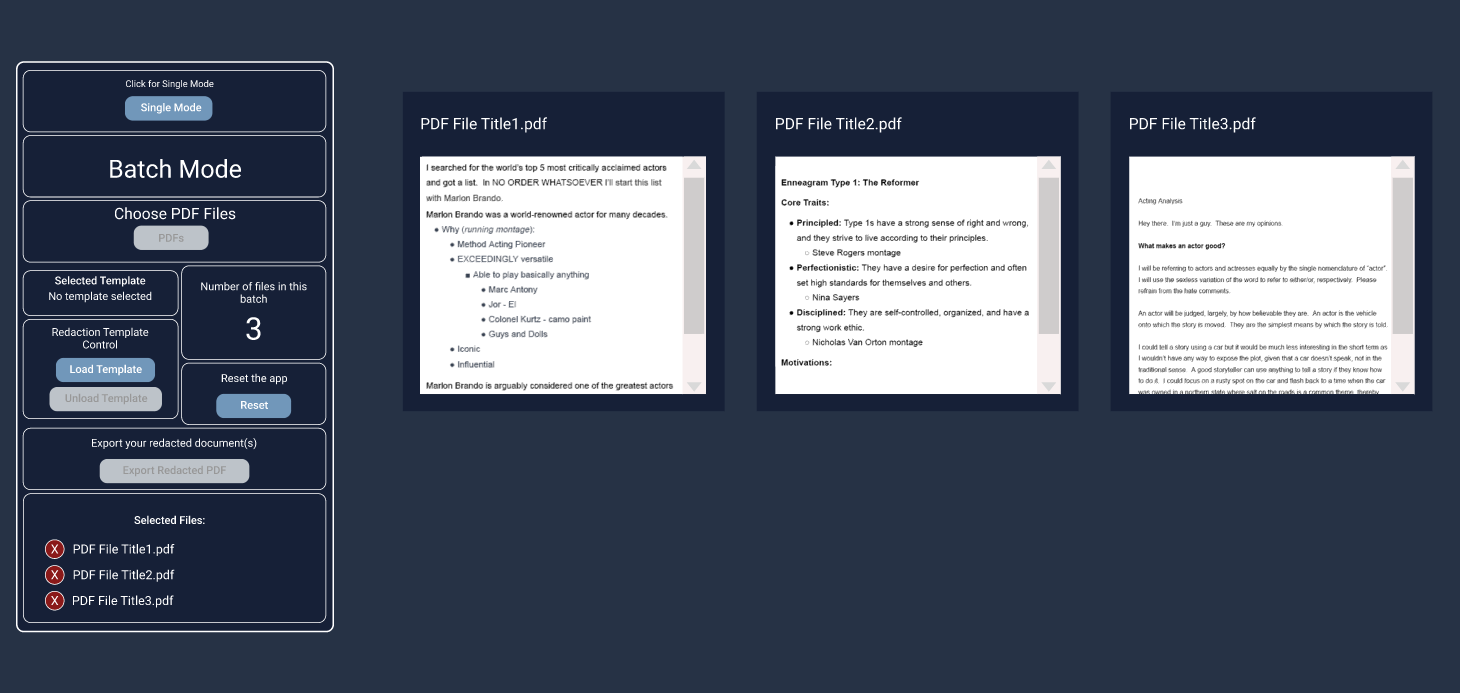 Click for Single Mode
Single Mode
Batch Mode
Choose PDF Files
PDFs
Selected Template
No template selected
Number of files in this
batch
3
Redaction Template
Control
Load Template
Unload Template
Reset the app
Reset
Export your redacted document(s)
Export Redacted PDF
Selected Files:
X PDF File Title1.pdf
X PDF File Title2.pdf
X PDF File Title3.pdf
PDF File Title1.pdf
I searched for the world's top 5 most critically acclaimed actors
and got a list. In NO ORDER WHATSOEVER I'll start this list
with Marlon Brando.
Marlon Brando was a world-renowned actor for many decades.
● Why (running montage):
● Method Acting Pioneer
● EXCEEDINGLY versatile
■ Able to play basically anything
● Marc Antony
● Jor - El
● Colonel Kurtz - camo paint
● Guys and Dolls
● Iconic
● Influential
Marlon Brando is arguably considered one of the greatest actors
PDF File Title2.pdf
Enneagram Type 1: The Reformer
Core Traits:
● Principled: Type 1s have a strong sense of right and wrong,
and they strive to live according to their principles.
○ Steve Rogers montage
● Perfectionistic: They have a desire for perfection and often
set high standards for themselves and others.
○ Nina Sayers
● Disciplined: They are self-controlled, organized, and have a
strong work ethic.
○ Nicholas Van Orton montage
Motivations:
PDF File Title3.pdf
Acting Analysis
Hey there. I'm just a guy. These are my opinions.
What makes an actor good?
I will be referring to actors and actresses equally by the single nomenclature of "actor".
I will use the sexless variation of the word to refer to either/or, respectively. Please
refrain from the hate comments.
An actor will be judged, largely, by how believable they are. An actor is the vehicle
onto which the story is moved. They are the simplest means by which the story is told.
I could tell a story using a car but it would be much less interesting in the short term as
I wouldn't have any way to expose the plot, given that a car doesn't speak, not in the
traditional sense. A good storyteller can use anything to tell a story if they know how
to do it. I could focus on a rusty spot on the car and flash back to a time when the car
was owned in a northern state where salt on the roads is a common theme, thereby